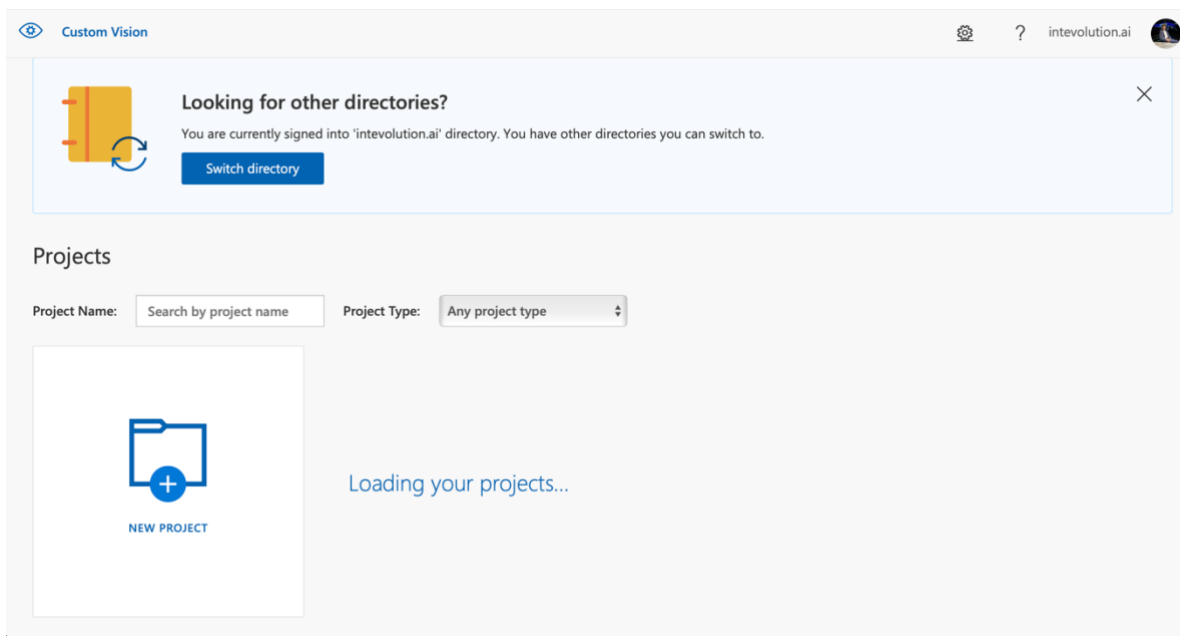 Custom Vision
? intevolution.ai
Looking for other directories?
You are currently signed into 'intevolution.ai' directory. You have other directories you can switch to.
Switch directory
Projects
Project Name: Search by project name Project Type: Any project type
Loading your projects...
NEW PROJECT